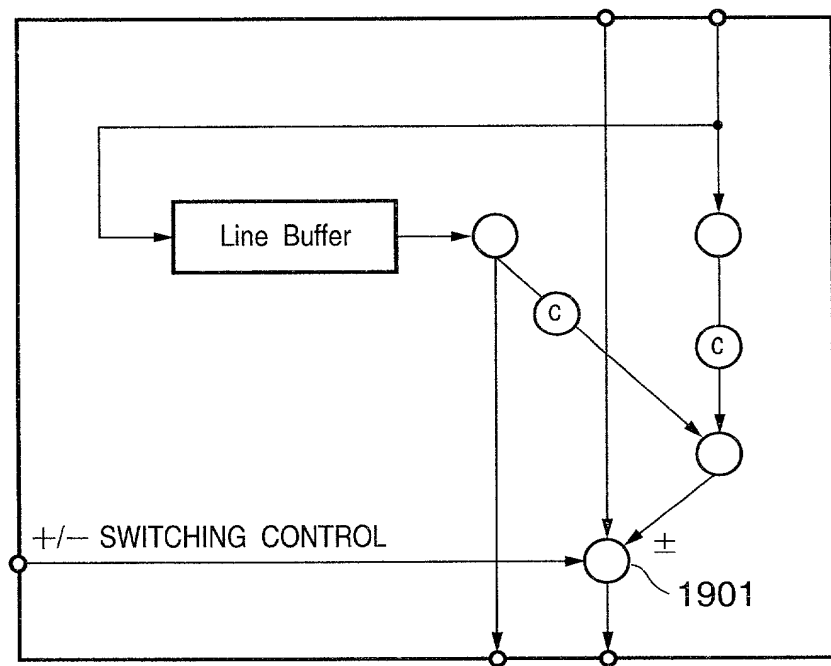 Line Buffer
C
C
+/− SWITCHING CONTROL
±
1901